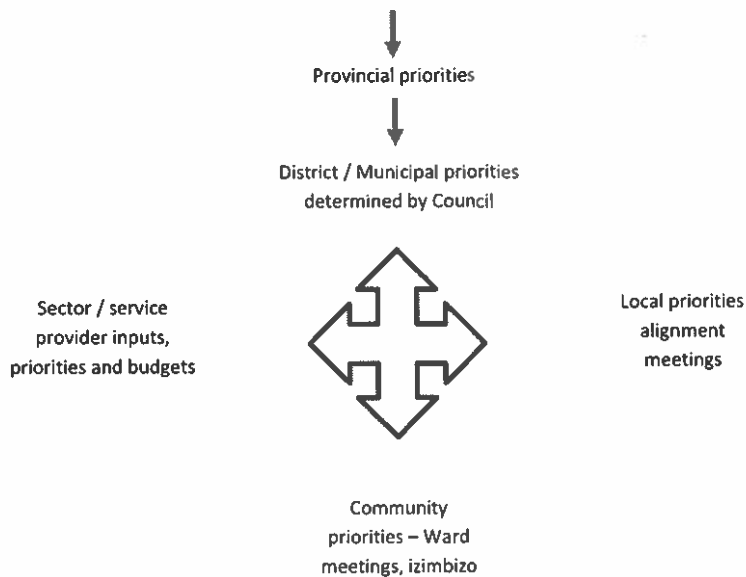 Provincial priorities
District / Municipal priorities
determined by Council
Sector / service
provider inputs,
priorities and budgets
Local priorities
alignment
meetings
Community
priorities – Ward
meetings, izimbizo